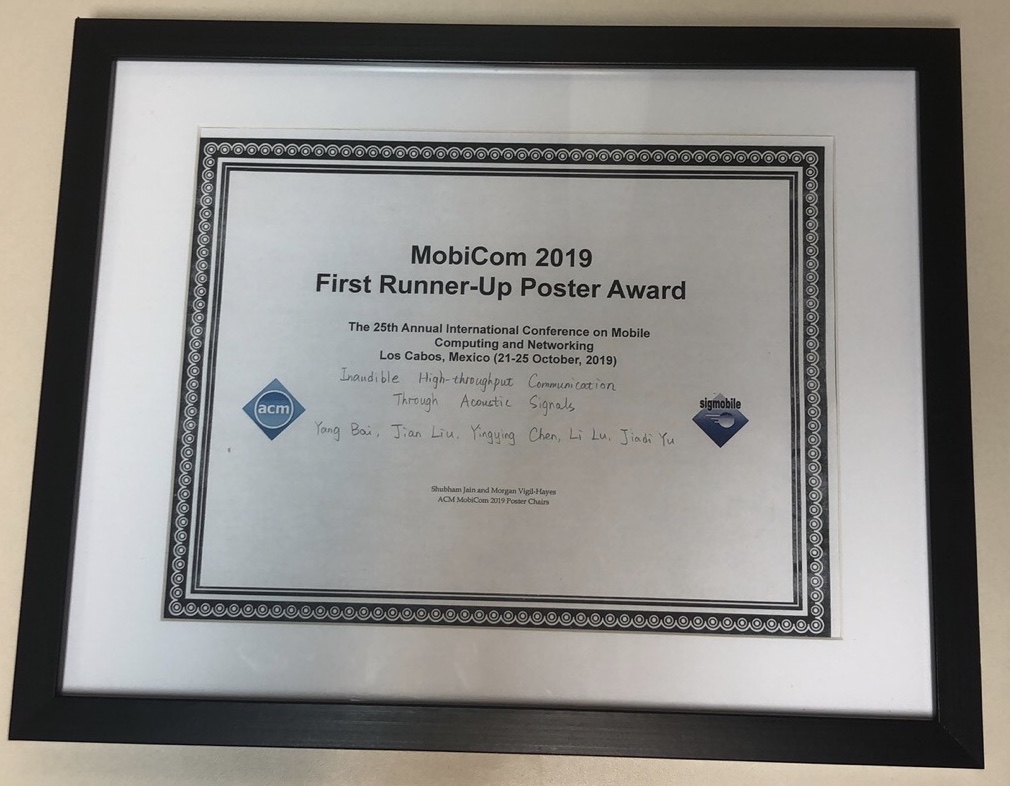 MobiCom 2019
First Runner-Up Poster Award
The 25th Annual International Conference on Mobile
Computing and Networking
Los Cabos, Mexico (21-25 October, 2019)
Inaudible High-throughput Communication
Through Acoustic Signals
acm
sigmobile
Yang Bai, Jian Liu, Yingying Chen, Li Lu, Jiadi Yu
Shubham Jain and Morgan Vigil-Hayes
ACM MobiCom 2019 Poster Chairs